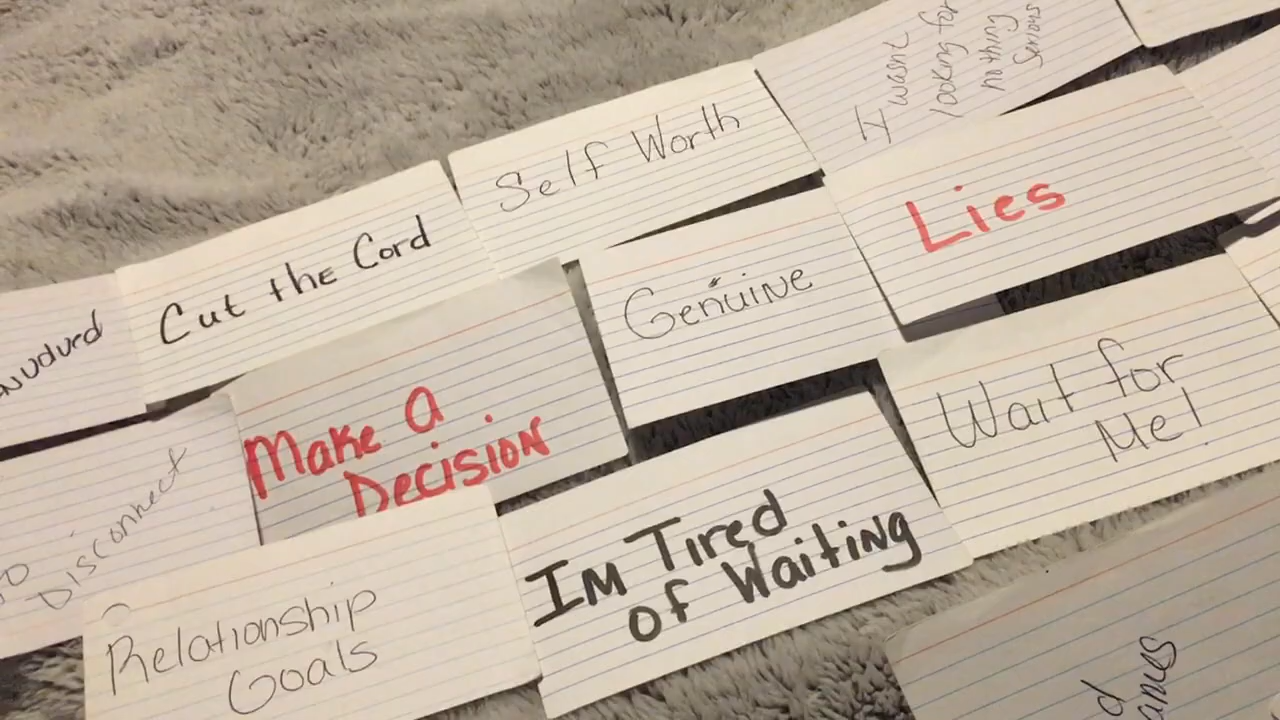 I wasnt
looking for
nothing
serious
Self Worth
Lies
Cut the Cord
Genuine
Wait for
Me!
Make a
Decision
Disconnect
Im Tired
of Waiting
Relationship
Goals